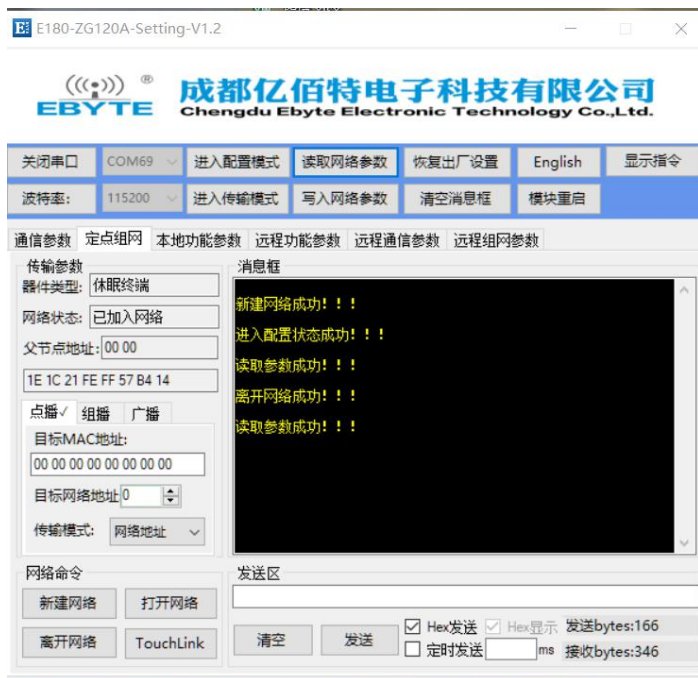 E180-ZG120A-Setting-V1.2
EBYTE ® 成都亿佰特电子科技有限公司
Chengdu Ebyte Electronic Technology Co.,Ltd.
关闭串口 COM69 进入配置模式 读取网络参数 恢复出厂设置 English 显示指令
波特率: 115200 进入传输模式 写入网络参数 清空消息框 模块重启
通信参数 定点组网 本地功能参数 远程功能参数 远程通信参数 远程组网参数
传输参数
器件类型: 休眠终端
网络状态: 已加入网络
父节点地址: 00 00
1E 1C 21 FE FF 57 B4 14
点播√ 组播 广播
目标MAC地址:
00 00 00 00 00 00 00 00
目标网络地址 0
传输模式: 网络地址
消息框
新建网络成功!!!
进入配置状态成功!!!
读取参数成功!!!
离开网络成功!!!
读取参数成功!!!
网络命令
新建网络 打开网络
离开网络 TouchLink
发送区
清空 发送
Hex发送 Hex显示 发送bytes:166
定时发送 ms 接收bytes:346